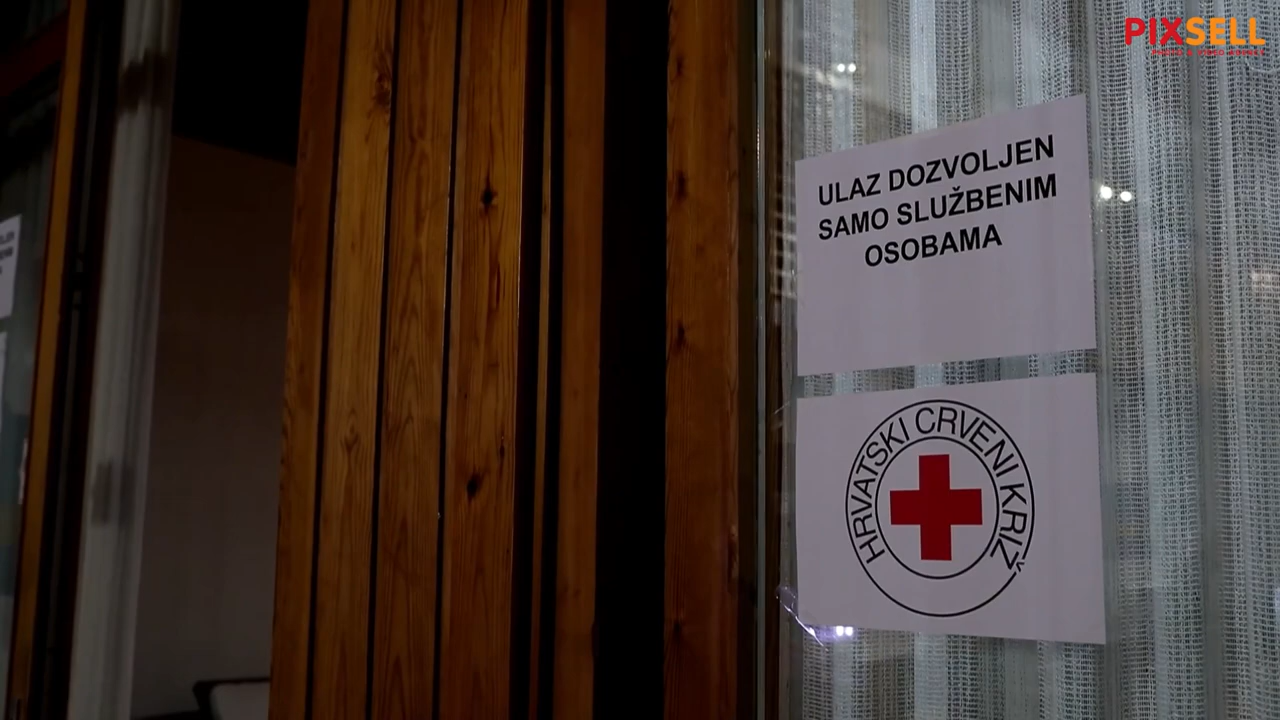 PIXSELL
ULAZ DOZVOLJEN
SAMO SLUŽBENIM
OSOBAMA
HRVATSKI CRVENI KRIŽ